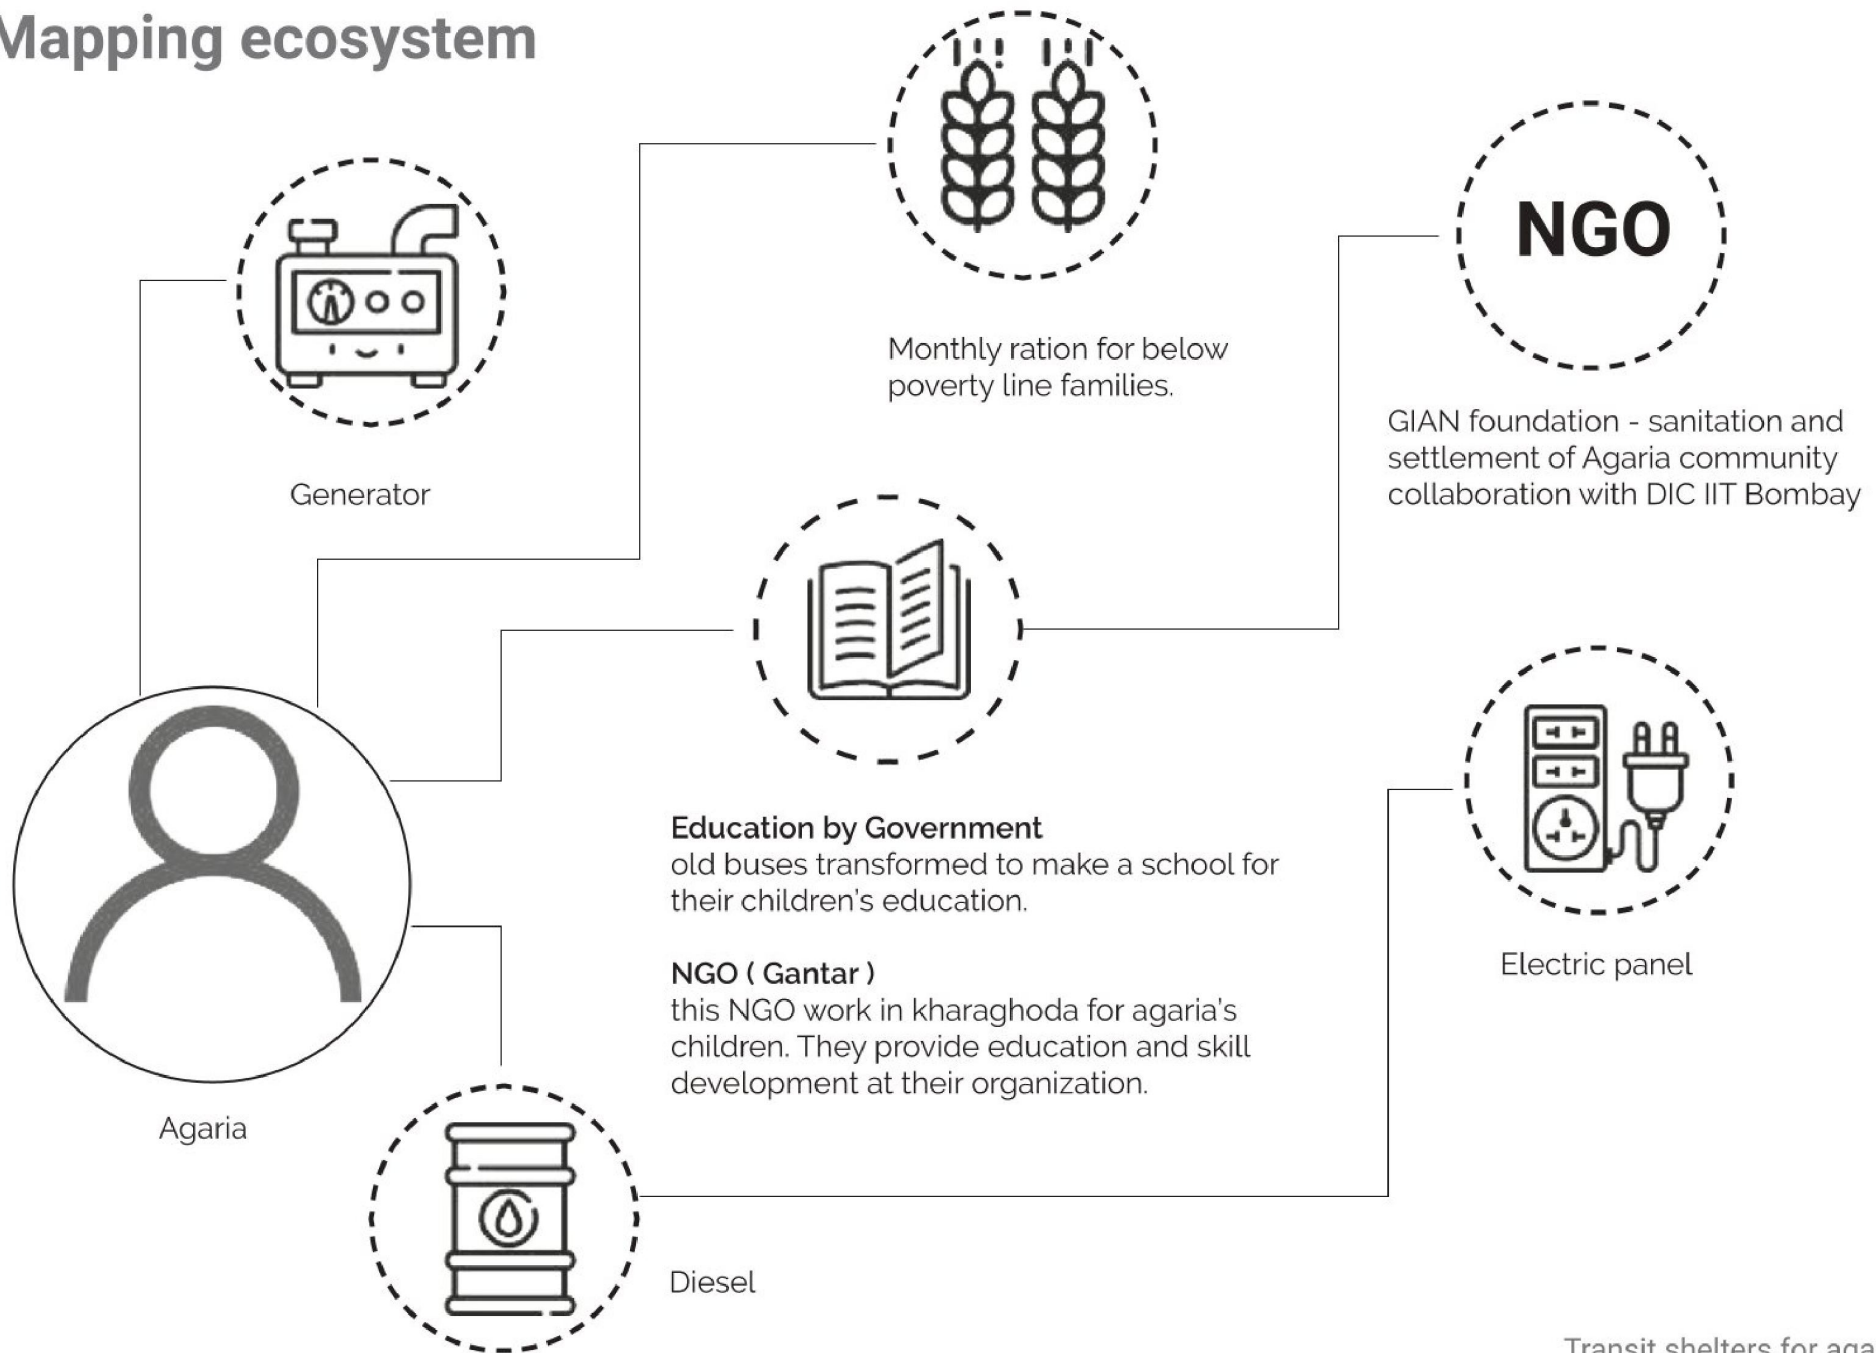 Mapping ecosystem
NGO
Monthly ration for below
poverty line families.
GIAN foundation - sanitation and
settlement of Agaria community
collaboration with DIC IIT Bombay
Generator
Education by Government
old buses transformed to make a school for
their children's education.
NGO ( Gantar )
this NGO work in kharaghoda for agaria's
children. They provide education and skill
development at their organization.
Electric panel
Agaria
Diesel
Transit shelters for